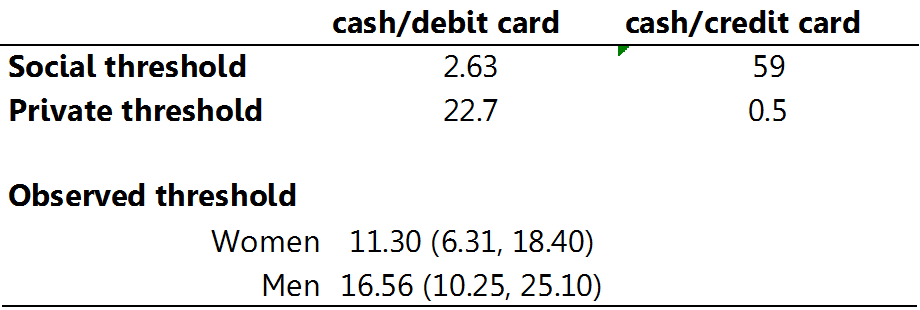 cash/debit card cash/credit card
Social threshold 2.63 59
Private threshold 22.7 0.5
Observed threshold
Women 11.30 (6.31, 18.40)
Men 16.56 (10.25, 25.10)